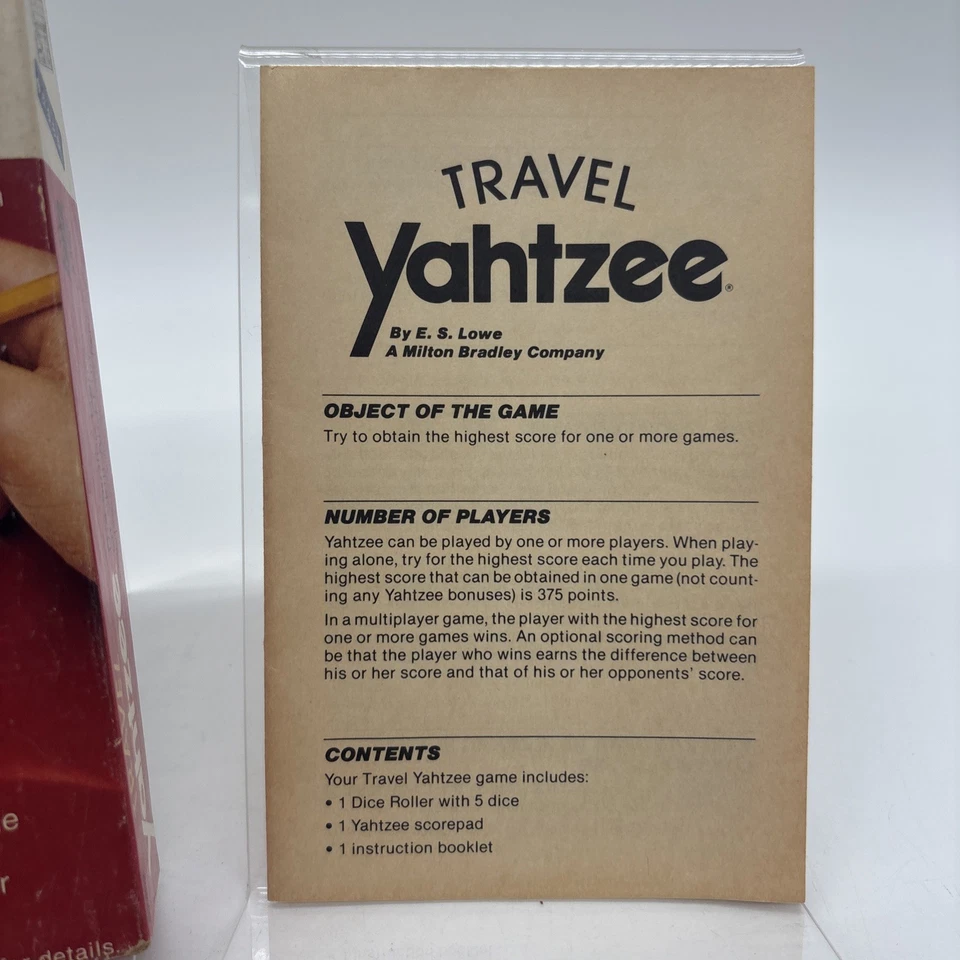 TRAVEL
Yahtzee®
By E. S. Lowe
A Milton Bradley Company
OBJECT OF THE GAME
Try to obtain the highest score for one or more games.
NUMBER OF PLAYERS
Yahtzee can be played by one or more players. When play-
ing alone, try for the highest score each time you play. The
highest score that can be obtained in one game (not count-
ing any Yahtzee bonuses) is 375 points.
In a multiplayer game, the player with the highest score for
one or more games wins. An optional scoring method can
be that the player who wins earns the difference between
his or her score and that of his or her opponents' score.
CONTENTS
Your Travel Yahtzee game includes:
• 1 Dice Roller with 5 dice
• 1 Yahtzee scorepad
• 1 instruction booklet
details.